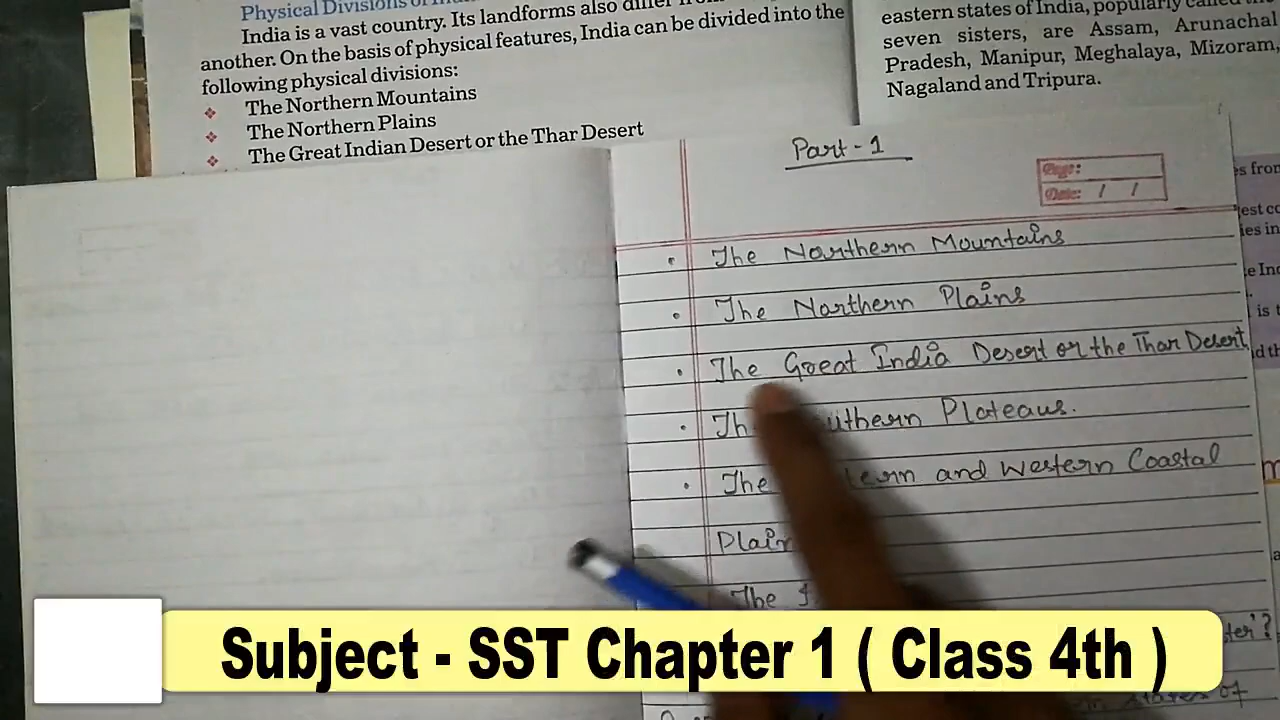 Physical Divisions of
India is a vast country. Its landforms also differ from
another. On the basis of physical features, India can be divided into the
following physical divisions:
❖ The Northern Mountains
❖ The Northern Plains
❖ The Great Indian Desert or the Thar Desert
eastern states of India, popularly called the
seven sisters, are Assam, Arunachal
Pradesh, Manipur, Meghalaya, Mizoram,
Nagaland and Tripura.
Part - 1
Page:
Date: / /
• The Northern Mountains
• The Northern Plains
• The Great India Desert or the Thar Desert
• The Southern Plateaus.
• The and Western Coastal
Plain
The
Subject - SST Chapter 1 ( Class 4th )